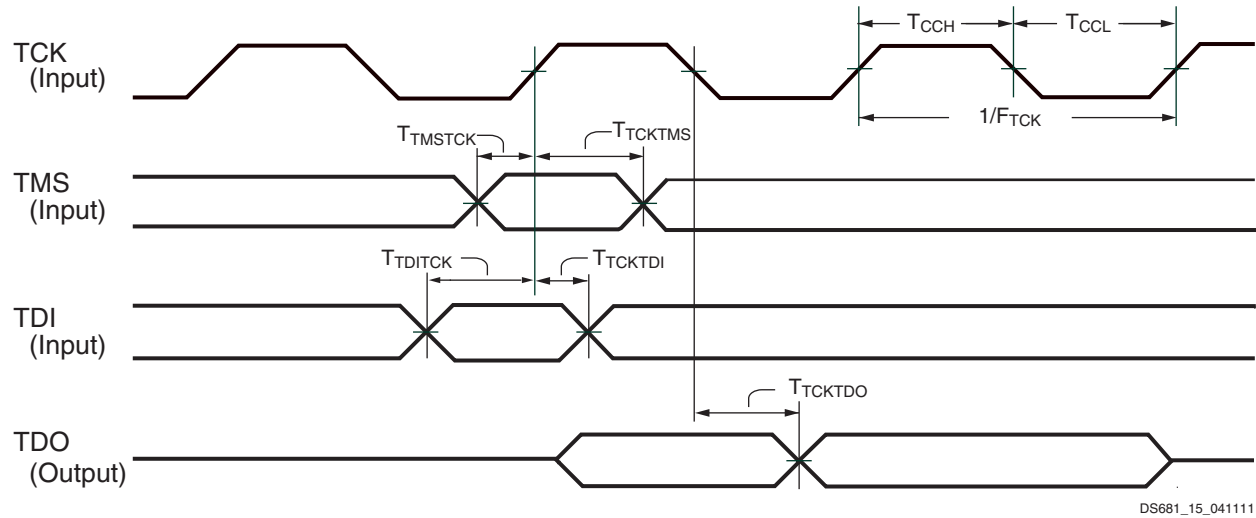 TCK
(Input)
TCCH
TCCL
1/FTCK
TTMSTCK
TTCKTMS
TMS
(Input)
TTDITCK
TTCKTDI
TDI
(Input)
TTCKTDO
TDO
(Output)
DS681_15_041111